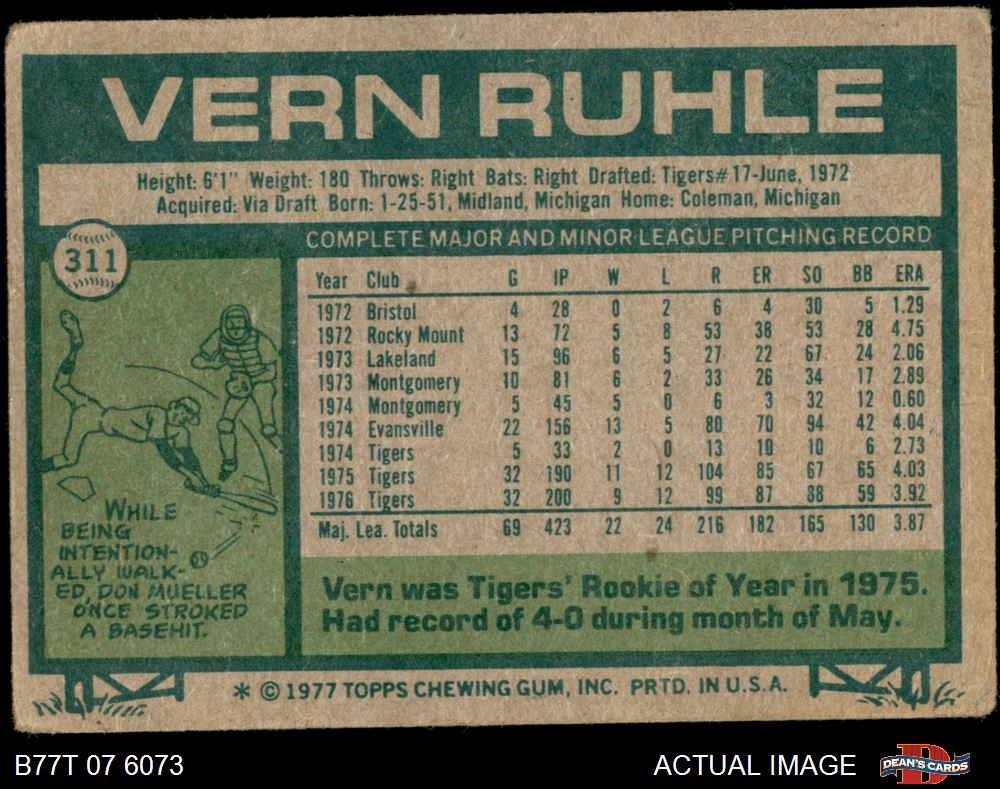 VERN RUHLE
Height: 6'1" Weight: 180 Throws: Right Bats: Right Drafted: Tigers#17-June, 1972
Acquired: Via Draft Born: 1-25-51, Midland, Michigan Home: Coleman, Michigan
311
COMPLETE MAJOR AND MINOR LEAGUE PITCHING RECORD
Year Club G IP W L R ER SO BB ERA
1972 Bristol 4 28 0 2 6 4 30 5 1.29
1972 Rocky Mount 13 72 5 8 53 38 53 28 4.75
1973 Lakeland 15 96 6 5 27 22 67 24 2.06
1973 Montgomery 10 81 6 2 33 26 34 17 2.89
1974 Montgomery 5 45 5 0 6 3 32 12 0.60
1974 Evansville 22 156 13 5 80 70 94 42 4.04
1974 Tigers 5 33 2 0 13 10 10 6 2.73
1975 Tigers 32 190 11 12 104 85 67 65 4.03
1976 Tigers 32 200 9 12 99 87 88 59 3.92
Maj. Lea. Totals 69 423 22 24 216 182 165 130 3.87
WHILE
BEING
INTENTION-
ALLY WALK-
ED, DON MUELLER
ONCE STROKED
A BASEHIT.
Vern was Tigers' Rookie of Year in 1975.
Had record of 4-0 during month of May.
* © 1977 TOPPS CHEWING GUM, INC. PRTD. IN U.S.A.
B77T 07 6073
ACTUAL IMAGE
D
DEAN'S CARDS